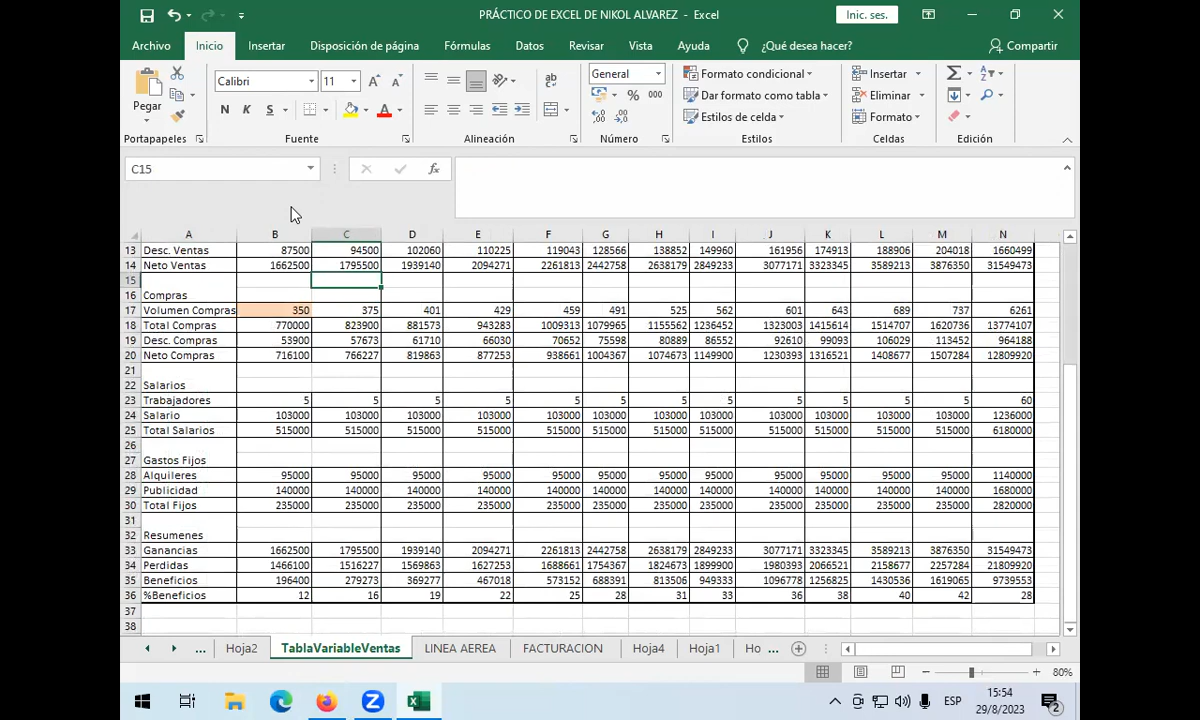 PRÁCTICO DE EXCEL DE NIKOL ALVAREZ - Excel
Inic. ses.
Archivo Inicio Insertar Disposición de página Fórmulas Datos Revisar Vista Ayuda ¿Qué desea hacer? Compartir
Calibri 11 General Formato condicional Insertar
Pegar N K S % 000 Dar formato como tabla Eliminar
Estilos de celda Formato
Portapapeles Fuente Alineación Número Estilos Celdas Edición
C15 fx
A B C D E F G H I J K L M N
13 Desc. Ventas 87500 94500 102060 110225 119043 128566 138852 149960 161956 174913 188906 204018 1660499
14 Neto Ventas 1662500 1795500 1939140 2094271 2261813 2442758 2638179 2849233 3077171 3323345 3589213 3876350 31549473
15
16 Compras
17 Volumen Compras 350 375 401 429 459 491 525 562 601 643 689 737 6261
18 Total Compras 770000 823900 881573 943283 1009313 1079965 1155562 1236452 1323003 1415614 1514707 1620736 13774107
19 Desc. Compras 53900 57673 61710 66030 70652 75598 80889 86552 92610 99093 106029 113452 964188
20 Neto Compras 716100 766227 819863 877253 938661 1004367 1074673 1149900 1230393 1316521 1408677 1507284 12809920
21
22 Salarios
23 Trabajadores 5 5 5 5 5 5 5 5 5 5 5 5 60
24 Salario 103000 103000 103000 103000 103000 103000 103000 103000 103000 103000 103000 103000 1236000
25 Total Salarios 515000 515000 515000 515000 515000 515000 515000 515000 515000 515000 515000 515000 6180000
26
27 Gastos Fijos
28 Alquileres 95000 95000 95000 95000 95000 95000 95000 95000 95000 95000 95000 95000 1140000
29 Publicidad 140000 140000 140000 140000 140000 140000 140000 140000 140000 140000 140000 140000 1680000
30 Total Fijos 235000 235000 235000 235000 235000 235000 235000 235000 235000 235000 235000 235000 2820000
31
32 Resumenes
33 Ganancias 1662500 1795500 1939140 2094271 2261813 2442758 2638179 2849233 3077171 3323345 3589213 3876350 31549473
34 Perdidas 1466100 1516227 1569863 1627253 1688661 1754367 1824673 1899900 1980393 2066521 2158677 2257284 21809920
35 Beneficios 196400 279273 369277 467018 573152 688391 813506 949333 1096778 1256825 1430536 1619065 9739553
36 %Beneficios 12 16 19 22 25 28 31 33 36 38 40 42 28
37
38
... Hoja2 TablaVariableVentas LINEA AEREA FACTURACION Hoja4 Hoja1 Ho ...
80%
ESP 15:54
29/8/2023 2